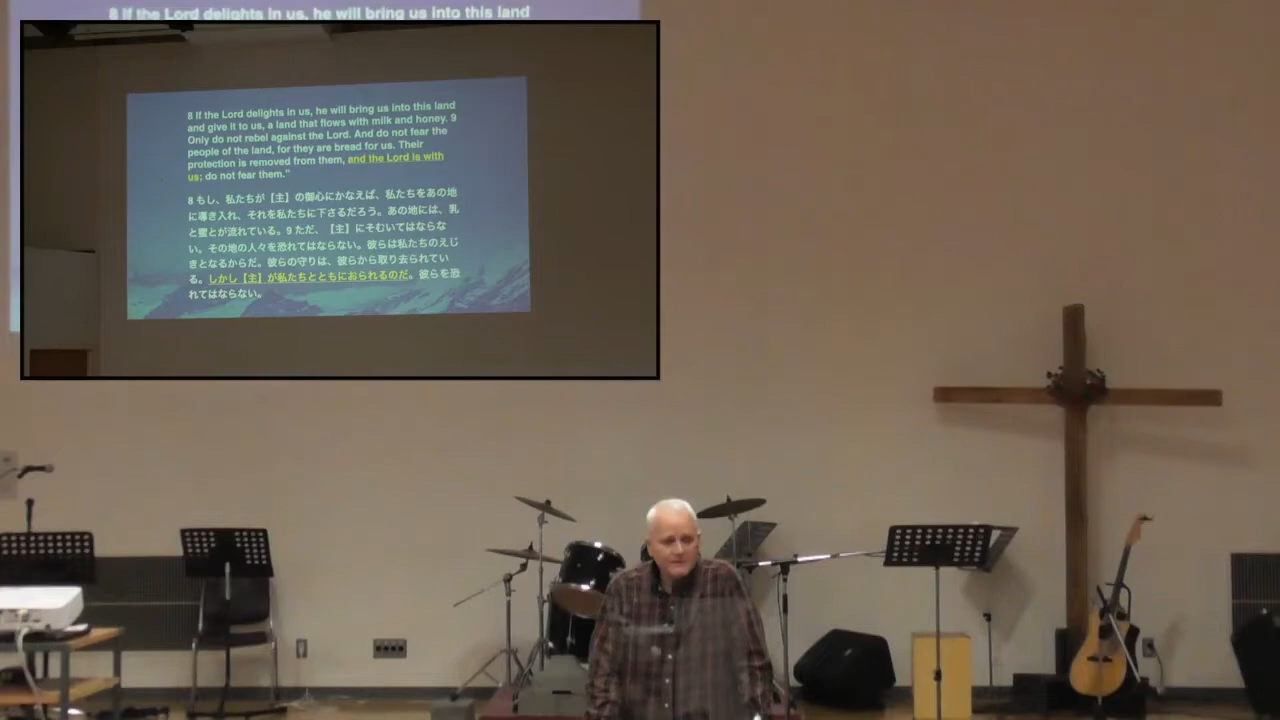 8 If the Lord delights in us, he will bring us into this land
8 If the Lord delights in us, he will bring us into this land
and give it to us, a land that flows with milk and honey. 9
Only do not rebel against the Lord. And do not fear the
people of the land, for they are bread for us. Their
protection is removed from them, and the Lord is with
us; do not fear them."
8 もし、私たちが【主】の御心にかなえば、私たちをあの地
に導き入れ、それを私たちに下さるだろう。あの地には、乳
と蜜とが流れている。9 ただ、【主】にそむいてはならな
い。その地の人々を恐れてはならない。彼らは私たちのえじ
きとなるからだ。彼らの守りは、彼らから取り去られてい
る。しかし【主】が私たちとともにおられるのだ。彼らを恐
れてはならない。